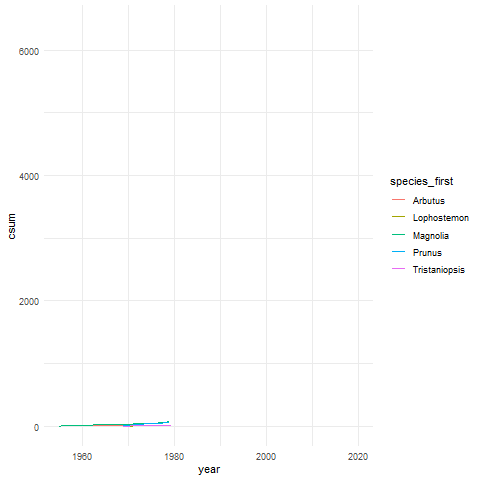 6000
4000
2000
0
csum
1960
1980
2000
2020
year
species_first
Arbutus
Lophostemon
Magnolia
Prunus
Tristaniopsis